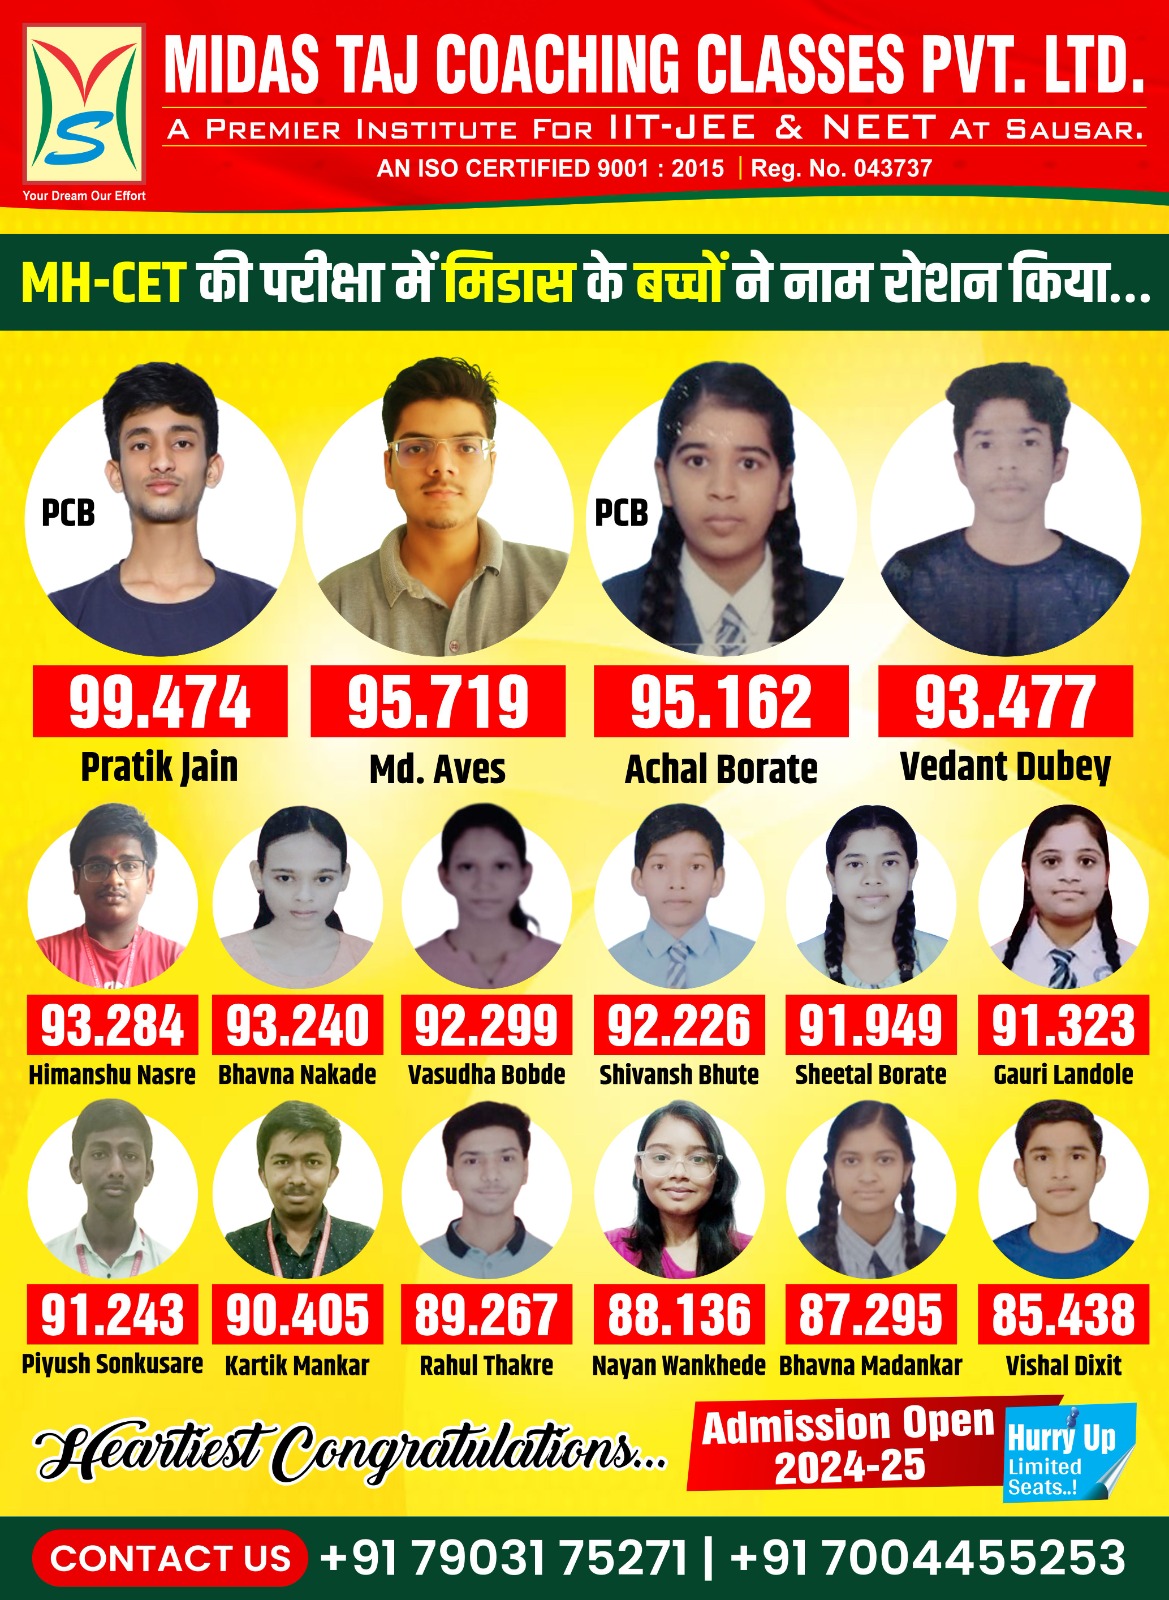 MIDAS TAJ COACHING CLASSES PVT. LTD.
A PREMIER INSTITUTE FOR IIT-JEE & NEET AT SAUSAR.
AN ISO CERTIFIED 9001 : 2015 | Reg. No. 043737
S
Your Dream Our Effort
MH-CET की परीक्षा में मिडास के बच्चों ने नाम रोशन किया...
PCB
PCB
99.474 95.719 95.162 93.477
Pratik Jain Md. Aves Achal Borate Vedant Dubey
93.284 93.240 92.299 92.226 91.949 91.323
Himanshu Nasre Bhavna Nakade Vasudha Bobde Shivansh Bhute Sheetal Borate Gauri Landole
91.243 90.405 89.267 88.136 87.295 85.438
Piyush Sonkusare Kartik Mankar Rahul Thakre Nayan Wankhede Bhavna Madankar Vishal Dixit
Heartiest Congratulations...
Admission Open
2024-25
Hurry Up
Limited
Seats..!
CONTACT US +91 79031 75271 | +91 7004455253